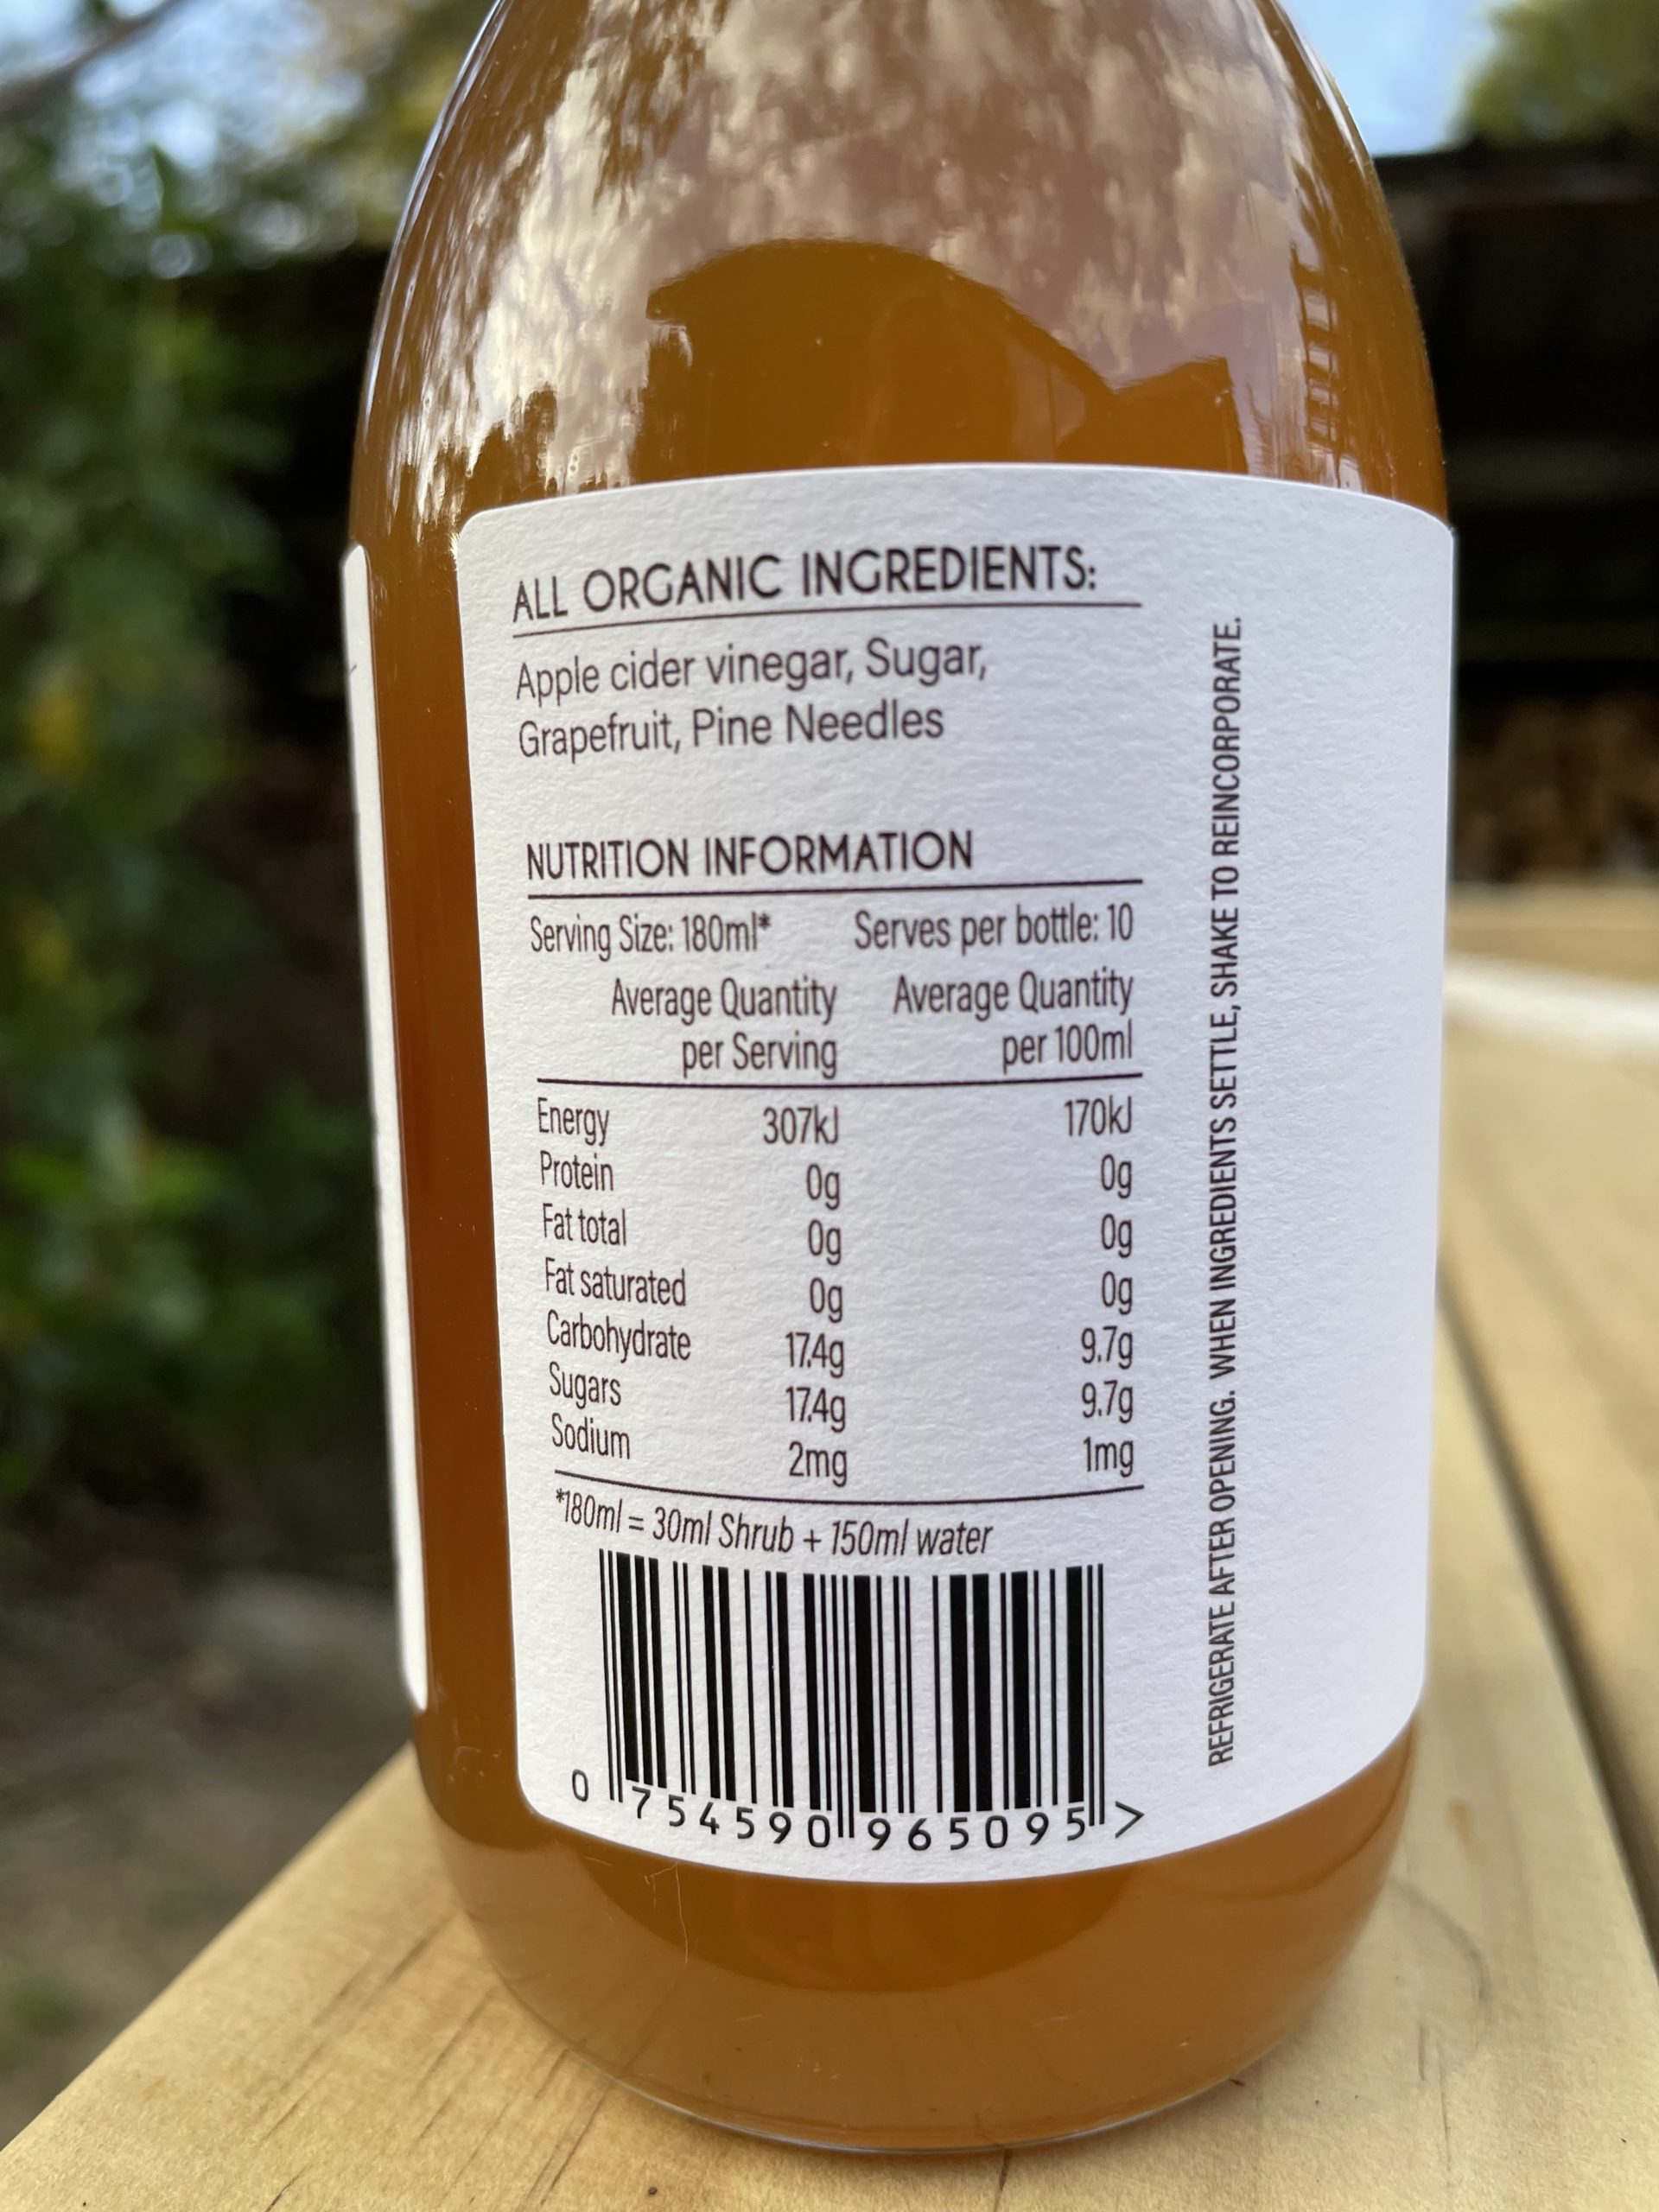 ALL ORGANIC INGREDIENTS:
Apple cider vinegar, Sugar,
Grapefruit, Pine Needles
NUTRITION INFORMATION
Serving Size: 180ml* Serves per bottle: 10
Average Quantity Average Quantity
per Serving per 100ml
Energy 307kJ 170kJ
Protein 0g 0g
Fat total 0g 0g
Fat saturated 0g 0g
Carbohydrate 17.4g 9.7g
Sugars 17.4g 9.7g
Sodium 2mg 1mg
*180ml = 30ml Shrub + 150ml water
0 754590 965095 >
REFRIGERATE AFTER OPENING. WHEN INGREDIENTS SETTLE, SHAKE TO REINCORPORATE.